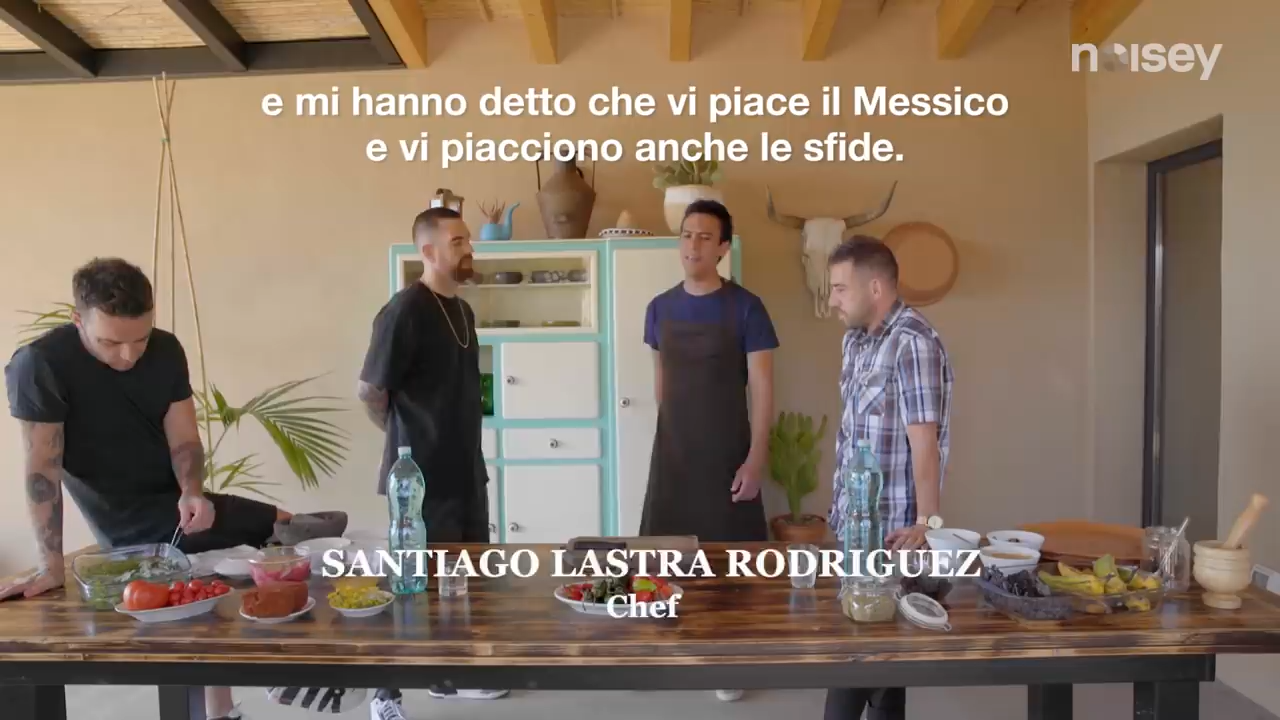 noisey
e mi hanno detto che vi piace il Messico
e vi piacciono anche le sfide.
SANTIAGO LASTRA RODRIGUEZ
Chef